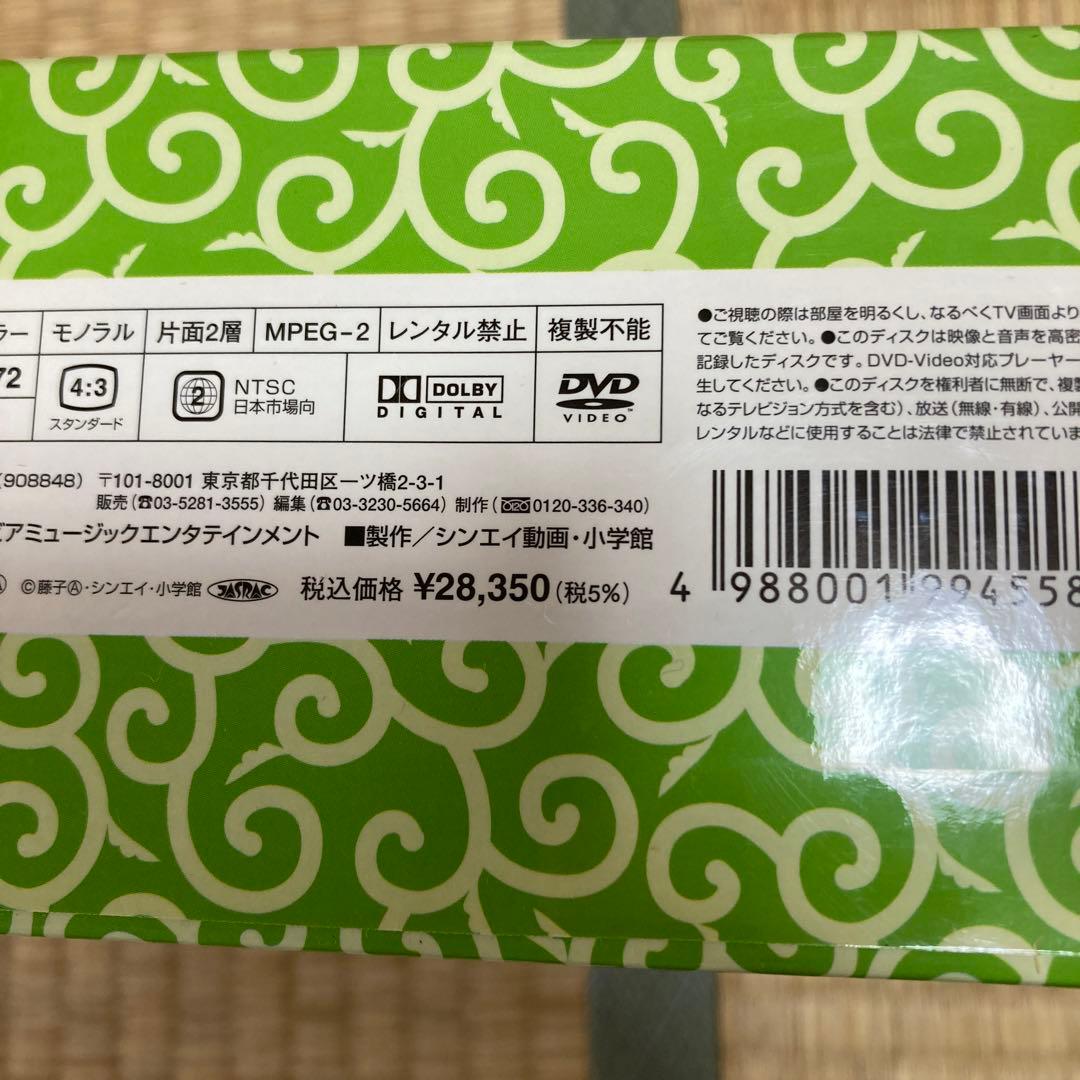 ラー モノラル 片面2層 MPEG-2 レンタル禁止 複製不能
72 4:3 スタンダード 2 NTSC 日本市場向 DOLBY DIGITAL DVD VIDEO
(908848) 〒101-8001 東京都千代田区一ツ橋2-3-1
販売(☎03-5281-3555) 編集(☎03-3230-5664) 制作(0120-336-340)
ビアミュージックエンタテインメント ■製作/シンエイ動画・小学館
Ⓐ ©藤子Ⓐ・シンエイ・小学館 JASRAC 税込価格 ¥28,350(税5%)
●ご視聴の際は部屋を明るくし、なるべくTV画面より
てご覧ください。●このディスクは映像と音声を高密
記録したディスクです。DVD-Video対応プレーヤー
生してください。●このディスクを権利者に無断で、複製
なるテレビジョン方式を含む)、放送(無線・有線)、公開
レンタルなどに使用することは法律で禁止されていま
4 988001 994558